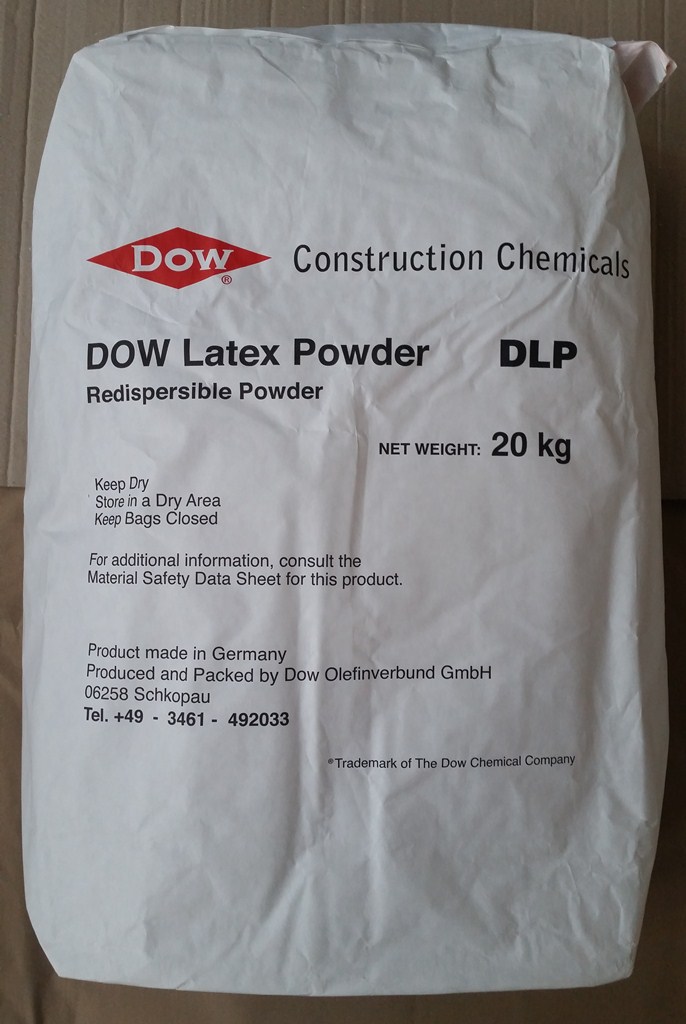 DOW® Construction Chemicals
DOW Latex Powder DLP
Redispersible Powder
NET WEIGHT: 20 kg
Keep Dry
Store in a Dry Area
Keep Bags Closed
For additional information, consult the
Material Safety Data Sheet for this product.
Product made in Germany
Produced and Packed by Dow Olefinverbund GmbH
06258 Schkopau
Tel. +49 - 3461 - 492033
®Trademark of The Dow Chemical Company